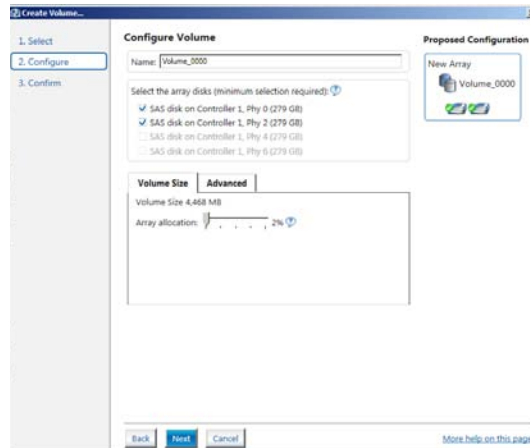 Create Volume...
1. Select
2. Configure
3. Confirm
Configure Volume
Name: Volume_0000
Select the array disks (minimum selection required): ?
SAS disk on Controller 1, Phy 0 (279 GB)
SAS disk on Controller 1, Phy 2 (279 GB)
SAS disk on Controller 1, Phy 4 (279 GB)
SAS disk on Controller 1, Phy 6 (279 GB)
Volume Size Advanced
Volume Size 4,468 MB
Array allocation: 2% ?
Back Next Cancel
Proposed Configuration
New Array
Volume_0000
More help on this page